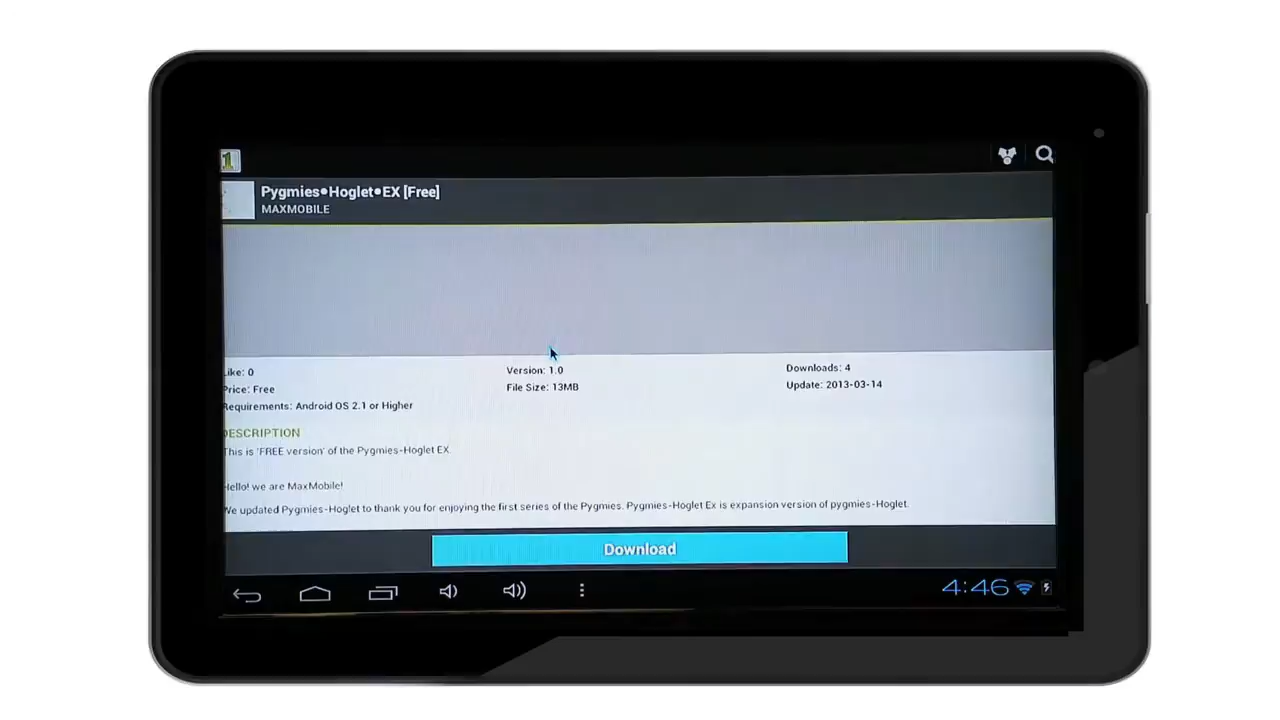 1
Pygmies•Hoglet•EX [Free]
MAXMOBILE
Like: 0
Version: 1.0
Downloads: 4
Price: Free
File Size: 13MB
Update: 2013-03-14
Requirements: Android OS 2.1 or Higher
DESCRIPTION
This is 'FREE version' of the Pygmies-Hoglet EX.
Hello! we are MaxMobile!
We updated Pygmies-Hoglet to thank you for enjoying the first series of the Pygmies. Pygmies-Hoglet Ex is expansion version of pygmies-Hoglet.
Download
4:46